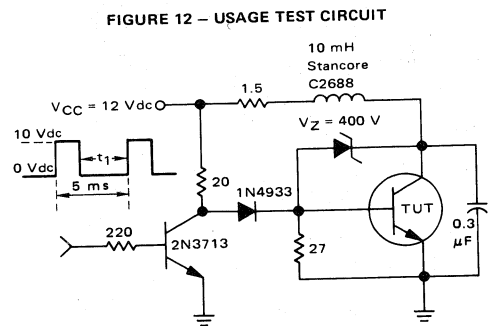 FIGURE 12 – USAGE TEST CIRCUIT
10 mH
Stancore
C2688
1.5
VCC = 12 Vdc
VZ = 400 V
10 Vdc
t1
0 Vdc
5 ms
20
1N4933
TUT
0.3
μF
220
2N3713
27